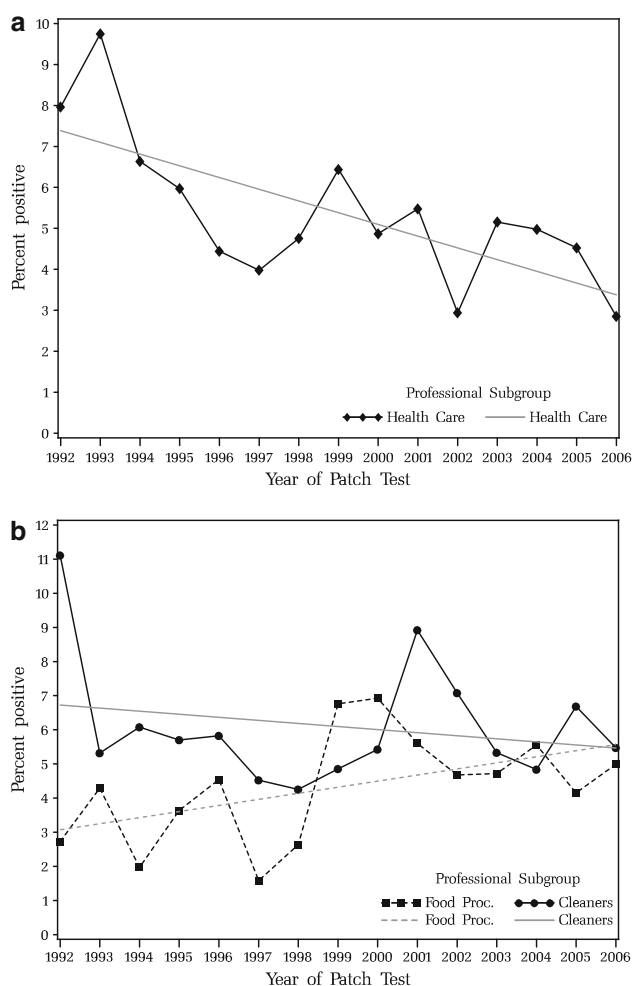 a
10
9
8
7
6
5
4
3
2
1
0
Percent positive
Professional Subgroup
Health Care Health Care
1992 1993 1994 1995 1996 1997 1998 1999 2000 2001 2002 2003 2004 2005 2006
Year of Patch Test
b
12
11
10
9
8
7
6
5
4
3
2
1
0
Percent positive
Professional Subgroup
Food Proc. Cleaners
Food Proc. Cleaners
1992 1993 1994 1995 1996 1997 1998 1999 2000 2001 2002 2003 2004 2005 2006
Year of Patch Test